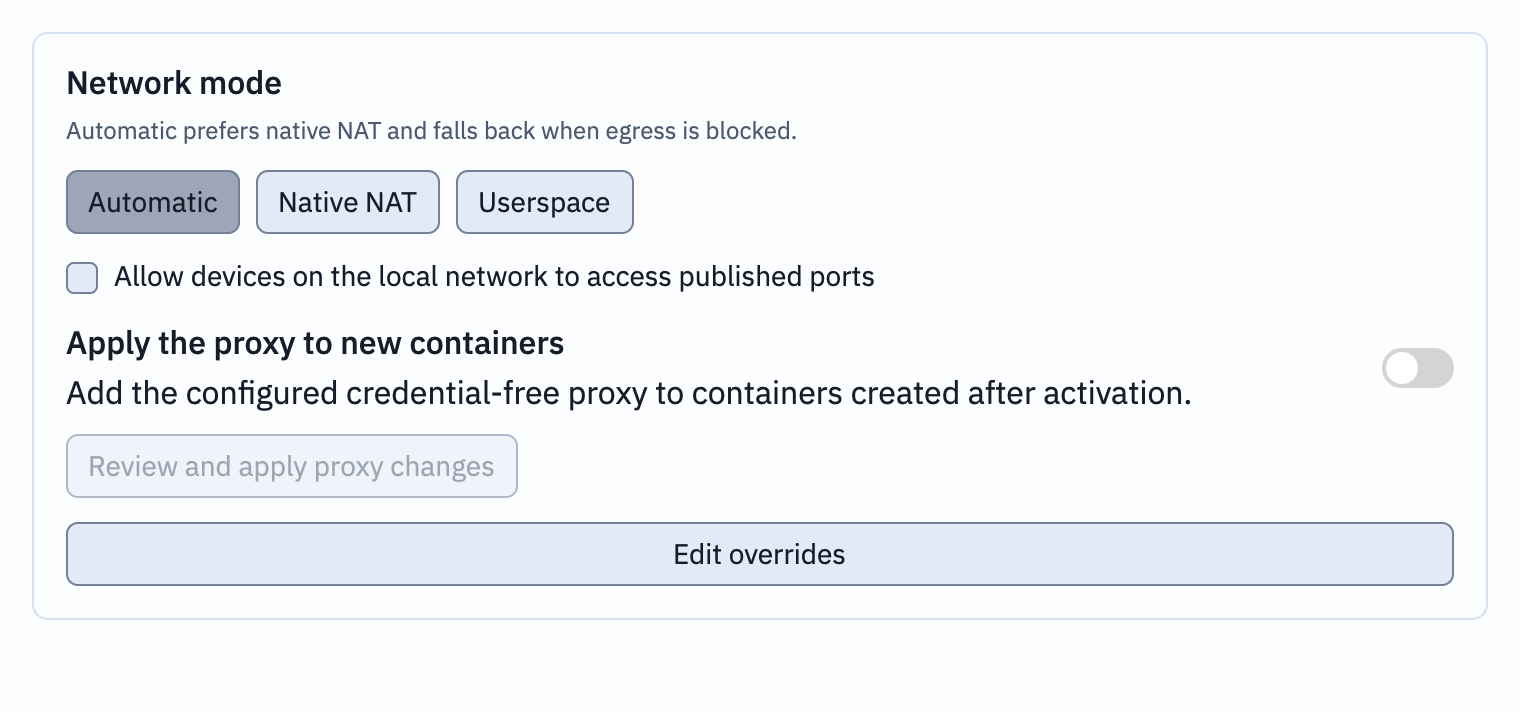 Network mode
Automatic prefers native NAT and falls back when egress is blocked.
Automatic
Native NAT
Userspace
Allow devices on the local network to access published ports
Apply the proxy to new containers
Add the configured credential-free proxy to containers created after activation.
Review and apply proxy changes
Edit overrides